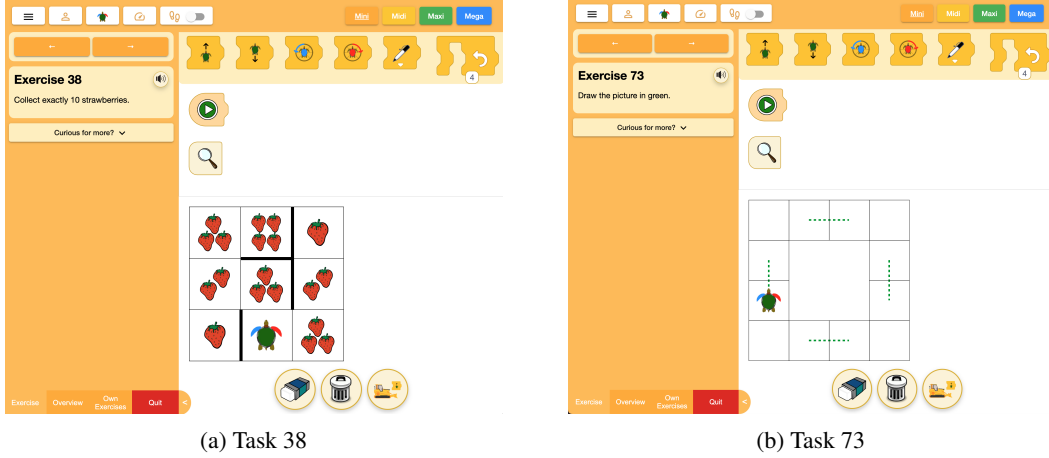 Mini Midi Maxi Mega
←
→
Exercise 38
Collect exactly 10 strawberries.
Curious for more?
4
Exercise Overview Own Exercises Quit <
(a) Task 38
Mini Midi Maxi Mega
←
→
Exercise 73
Draw the picture in green.
Curious for more?
4
Exercise Overview Own Exercises Quit <
(b) Task 73